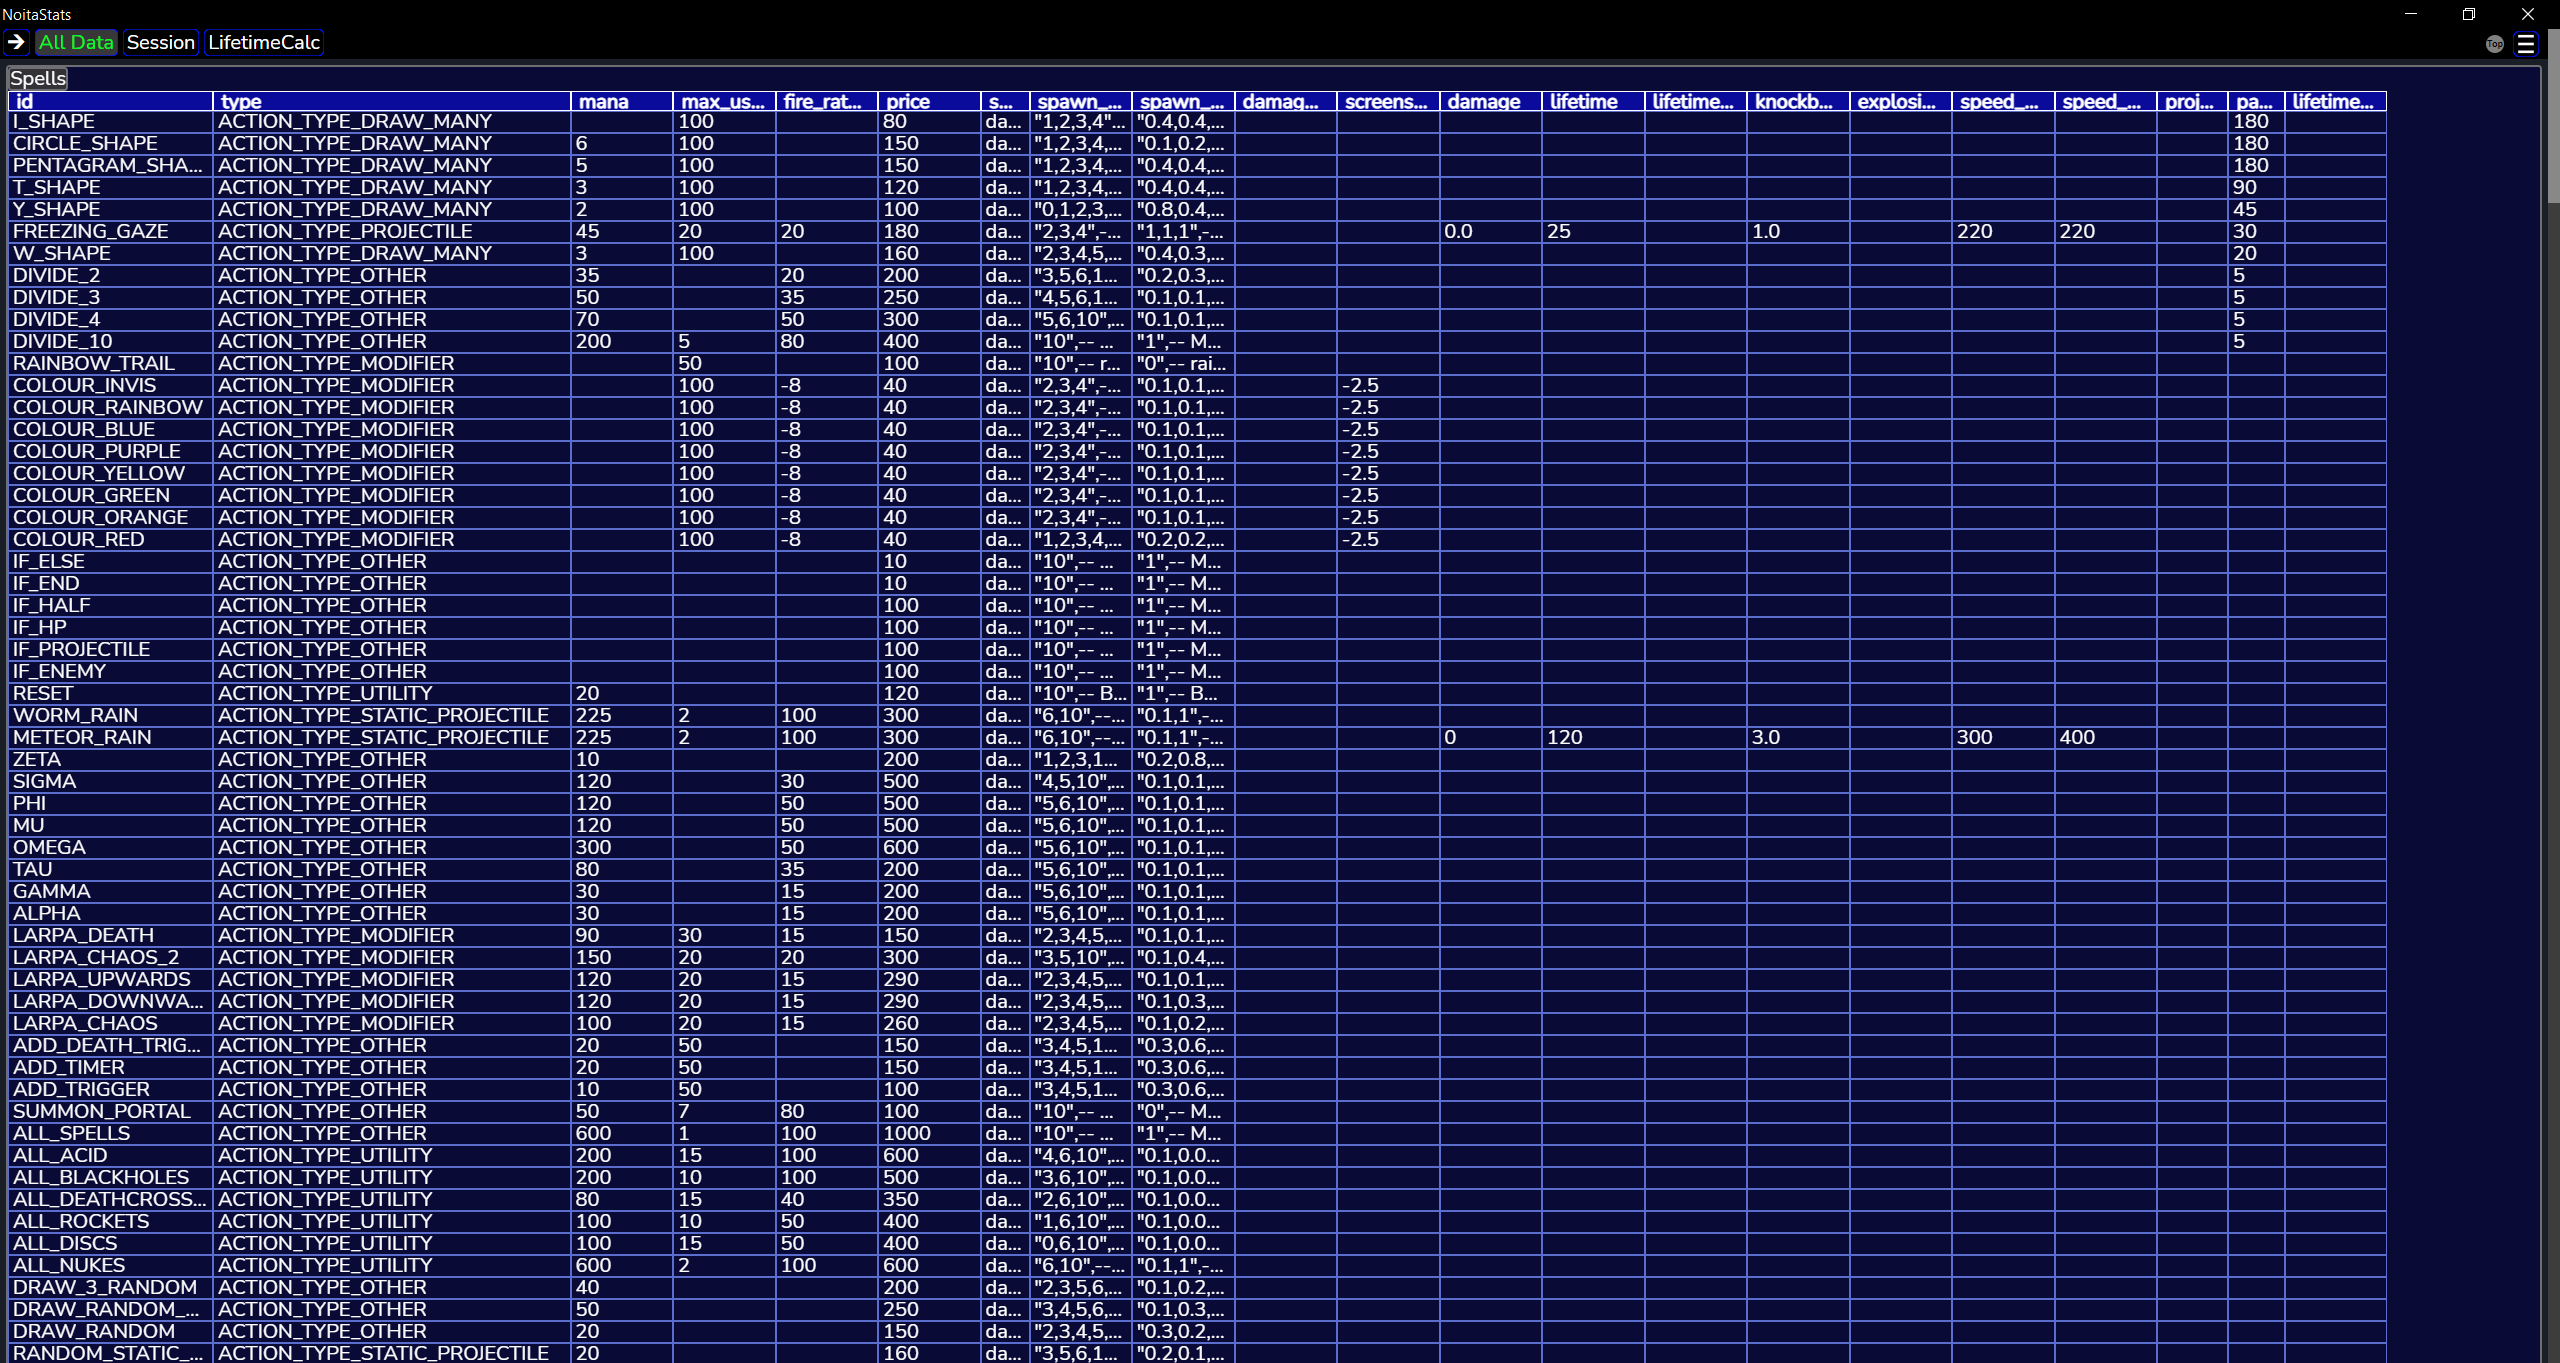 NoitaStats
→ All Data Session LifetimeCalc Top
Spells
id type mana max_us... fire_rat... price s... spawn_... spawn_... damag... screens... damage lifetime lifetime... knockb... explosi... speed_... speed_... proj... pa... lifetime...
I_SHAPE ACTION_TYPE_DRAW_MANY 100 80 da... "1,2,3,4"... "0.4,0.4,... 180
CIRCLE_SHAPE ACTION_TYPE_DRAW_MANY 6 100 150 da... "1,2,3,4,... "0.1,0.2,... 180
PENTAGRAM_SHA... ACTION_TYPE_DRAW_MANY 5 100 150 da... "1,2,3,4,... "0.4,0.4,... 180
T_SHAPE ACTION_TYPE_DRAW_MANY 3 100 120 da... "1,2,3,4,... "0.4,0.4,... 90
Y_SHAPE ACTION_TYPE_DRAW_MANY 2 100 100 da... "0,1,2,3,... "0.8,0.4,... 45
FREEZING_GAZE ACTION_TYPE_PROJECTILE 45 20 20 180 da... "2,3,4",-... "1,1,1",-... 0.0 25 1.0 220 220 30
W_SHAPE ACTION_TYPE_DRAW_MANY 3 100 160 da... "2,3,4,5,... "0.4,0.3,... 20
DIVIDE_2 ACTION_TYPE_OTHER 35 20 200 da... "3,5,6,1... "0.2,0.3,... 5
DIVIDE_3 ACTION_TYPE_OTHER 50 35 250 da... "4,5,6,1... "0.1,0.1,... 5
DIVIDE_4 ACTION_TYPE_OTHER 70 50 300 da... "5,6,10",... "0.1,0.1,... 5
DIVIDE_10 ACTION_TYPE_OTHER 200 5 80 400 da... "10",-- ... "1",-- M... 5
RAINBOW_TRAIL ACTION_TYPE_MODIFIER 50 100 da... "10",-- r... "0",-- rai...
COLOUR_INVIS ACTION_TYPE_MODIFIER 100 -8 40 da... "2,3,4",-... "0.1,0.1,... -2.5
COLOUR_RAINBOW ACTION_TYPE_MODIFIER 100 -8 40 da... "2,3,4",-... "0.1,0.1,... -2.5
COLOUR_BLUE ACTION_TYPE_MODIFIER 100 -8 40 da... "2,3,4",-... "0.1,0.1,... -2.5
COLOUR_PURPLE ACTION_TYPE_MODIFIER 100 -8 40 da... "2,3,4",-... "0.1,0.1,... -2.5
COLOUR_YELLOW ACTION_TYPE_MODIFIER 100 -8 40 da... "2,3,4",-... "0.1,0.1,... -2.5
COLOUR_GREEN ACTION_TYPE_MODIFIER 100 -8 40 da... "2,3,4",-... "0.1,0.1,... -2.5
COLOUR_ORANGE ACTION_TYPE_MODIFIER 100 -8 40 da... "2,3,4",-... "0.1,0.1,... -2.5
COLOUR_RED ACTION_TYPE_MODIFIER 100 -8 40 da... "1,2,3,4,... "0.2,0.2,... -2.5
IF_ELSE ACTION_TYPE_OTHER 10 da... "10",-- ... "1",-- M...
IF_END ACTION_TYPE_OTHER 10 da... "10",-- ... "1",-- M...
IF_HALF ACTION_TYPE_OTHER 100 da... "10",-- ... "1",-- M...
IF_HP ACTION_TYPE_OTHER 100 da... "10",-- ... "1",-- M...
IF_PROJECTILE ACTION_TYPE_OTHER 100 da... "10",-- ... "1",-- M...
IF_ENEMY ACTION_TYPE_OTHER 100 da... "10",-- ... "1",-- M...
RESET ACTION_TYPE_UTILITY 20 120 da... "10",-- B... "1",-- B...
WORM_RAIN ACTION_TYPE_STATIC_PROJECTILE 225 2 100 300 da... "6,10",--... "0.1,1",-...
METEOR_RAIN ACTION_TYPE_STATIC_PROJECTILE 225 2 100 300 da... "6,10",--... "0.1,1",-... 0 120 3.0 300 400
ZETA ACTION_TYPE_OTHER 10 200 da... "1,2,3,1... "0.2,0.8,...
SIGMA ACTION_TYPE_OTHER 120 30 500 da... "4,5,10",... "0.1,0.1,...
PHI ACTION_TYPE_OTHER 120 50 500 da... "5,6,10",... "0.1,0.1,...
MU ACTION_TYPE_OTHER 120 50 500 da... "5,6,10",... "0.1,0.1,...
OMEGA ACTION_TYPE_OTHER 300 50 600 da... "5,6,10",... "0.1,0.1,...
TAU ACTION_TYPE_OTHER 80 35 200 da... "5,6,10",... "0.1,0.1,...
GAMMA ACTION_TYPE_OTHER 30 15 200 da... "5,6,10",... "0.1,0.1,...
ALPHA ACTION_TYPE_OTHER 30 15 200 da... "5,6,10",... "0.1,0.1,...
LARPA_DEATH ACTION_TYPE_MODIFIER 90 30 15 150 da... "2,3,4,5,... "0.1,0.1,...
LARPA_CHAOS_2 ACTION_TYPE_MODIFIER 150 20 20 300 da... "3,5,10",... "0.1,0.4,...
LARPA_UPWARDS ACTION_TYPE_MODIFIER 120 20 15 290 da... "2,3,4,5,... "0.1,0.1,...
LARPA_DOWNWA... ACTION_TYPE_MODIFIER 120 20 15 290 da... "2,3,4,5,... "0.1,0.3,...
LARPA_CHAOS ACTION_TYPE_MODIFIER 100 20 15 260 da... "2,3,4,5,... "0.1,0.2,...
ADD_DEATH_TRIG... ACTION_TYPE_OTHER 20 50 150 da... "3,4,5,1... "0.3,0.6,...
ADD_TIMER ACTION_TYPE_OTHER 20 50 150 da... "3,4,5,1... "0.3,0.6,...
ADD_TRIGGER ACTION_TYPE_OTHER 10 50 100 da... "3,4,5,1... "0.3,0.6,...
SUMMON_PORTAL ACTION_TYPE_OTHER 50 7 80 100 da... "10",-- ... "0",-- M...
ALL_SPELLS ACTION_TYPE_OTHER 600 1 100 1000 da... "10",-- ... "1",-- M...
ALL_ACID ACTION_TYPE_UTILITY 200 15 100 600 da... "4,6,10",... "0.1,0.0...
ALL_BLACKHOLES ACTION_TYPE_UTILITY 200 10 100 500 da... "3,6,10",... "0.1,0.0...
ALL_DEATHCROSS... ACTION_TYPE_UTILITY 80 15 40 350 da... "2,6,10",... "0.1,0.0...
ALL_ROCKETS ACTION_TYPE_UTILITY 100 10 50 400 da... "1,6,10",... "0.1,0.0...
ALL_DISCS ACTION_TYPE_UTILITY 100 15 50 400 da... "0,6,10",... "0.1,0.0...
ALL_NUKES ACTION_TYPE_UTILITY 600 2 100 600 da... "6,10",--... "0.1,1",-...
DRAW_3_RANDOM ACTION_TYPE_OTHER 40 200 da... "2,3,5,6,... "0.1,0.2,...
DRAW_RANDOM_... ACTION_TYPE_OTHER 50 250 da... "3,4,5,6,... "0.1,0.3,...
DRAW_RANDOM ACTION_TYPE_OTHER 20 150 da... "2,3,4,5,... "0.3,0.2,...
RANDOM_STATIC_... ACTION_TYPE_STATIC_PROJECTILE 20 160 da... "3,5,6,1... "0.2,0.1,...